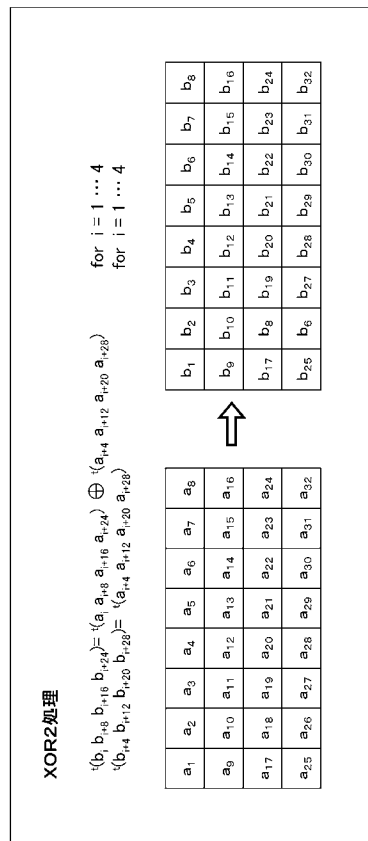 XOR2処理
ᵗ(bᵢ bᵢ₊₈ bᵢ₊₁₆ bᵢ₊₂₄)= ᵗ(aᵢ aᵢ₊₈ aᵢ₊₁₆ aᵢ₊₂₄) ⊕ ᵗ(aᵢ₊₄ aᵢ₊₁₂ aᵢ₊₂₀ aᵢ₊₂₈) for i = 1 … 4
ᵗ(bᵢ₊₄ bᵢ₊₁₂ bᵢ₊₂₀ bᵢ₊₂₈)= ᵗ(aᵢ₊₄ aᵢ₊₁₂ aᵢ₊₂₀ aᵢ₊₂₈) for i = 1 … 4
a₁ a₂ a₃ a₄ a₅ a₆ a₇ a₈
a₉ a₁₀ a₁₁ a₁₂ a₁₃ a₁₄ a₁₅ a₁₆
a₁₇ a₁₈ a₁₉ a₂₀ a₂₁ a₂₂ a₂₃ a₂₄
a₂₅ a₂₆ a₂₇ a₂₈ a₂₉ a₃₀ a₃₁ a₃₂
⇨
b₁ b₂ b₃ b₄ b₅ b₆ b₇ b₈
b₉ b₁₀ b₁₁ b₁₂ b₁₃ b₁₄ b₁₅ b₁₆
b₁₇ b₈ b₁₉ b₂₀ b₂₁ b₂₂ b₂₃ b₂₄
b₂₅ b₆ b₂₇ b₂₈ b₂₉ b₃₀ b₃₁ b₃₂